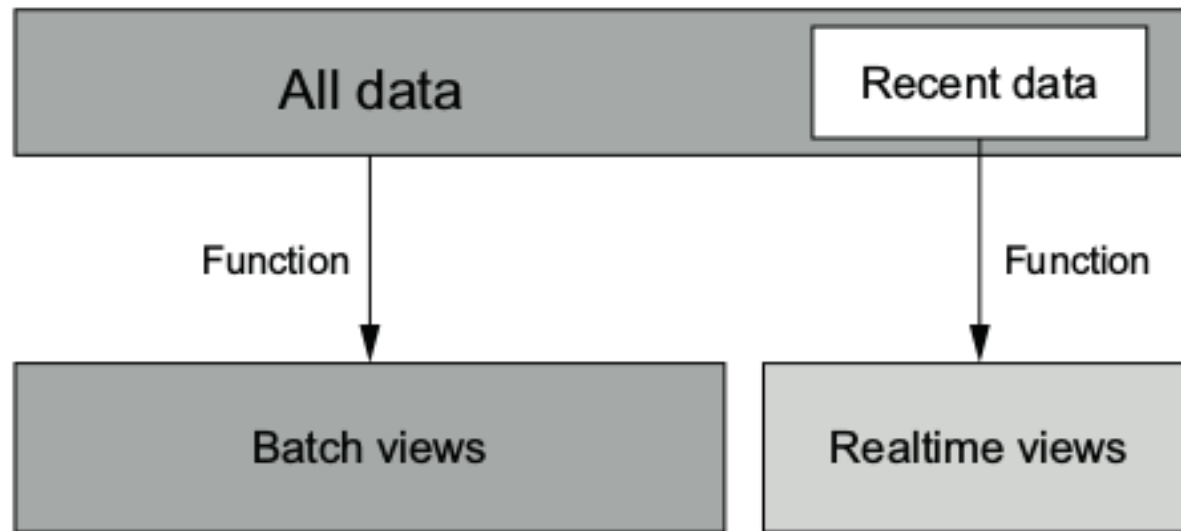 All data
Recent data
Function
Function
Batch views
Realtime views